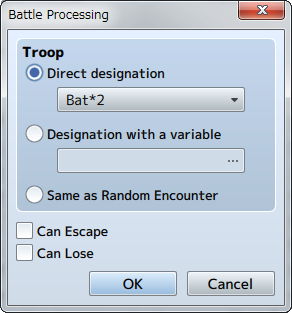 Battle Processing
Troop
Direct designation
Bat*2
Designation with a variable
...
Same as Random Encounter
Can Escape
Can Lose
OK Cancel